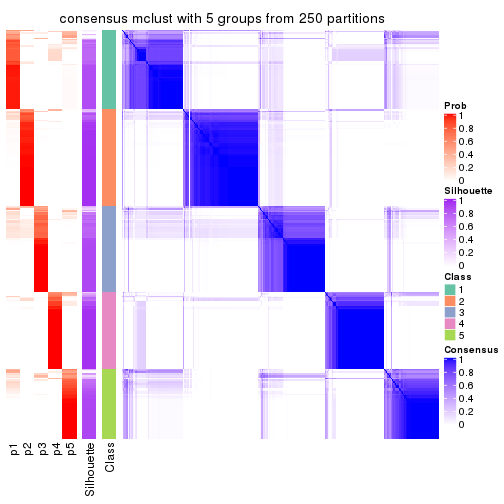 consensus mclust with 5 groups from 250 partitions
Prob
1
0.8
0.6
0.4
0.2
0
Silhouette
1
0.8
0.6
0.4
0.2
0
Class
1
2
3
4
5
Consensus
1
0.8
0.6
0.4
0.2
0
p1
p2
p3
p4
p5
Silhouette
Class